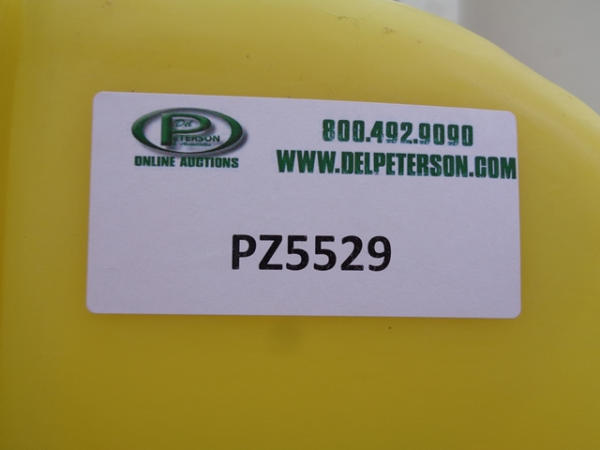 Del
PETERSON
ONLINE AUCTIONS
800.492.9090
WWW.DELPETERSON.COM
PZ5529